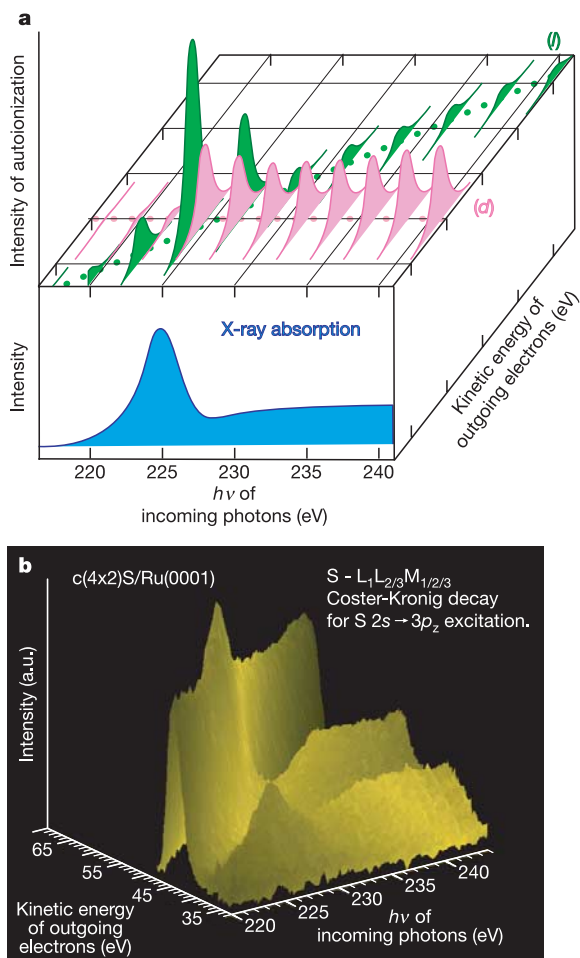 a
Intensity of autoionization
(l)
(d)
Kinetic energy of
outgoing electrons (eV)
X-ray absorption
Intensity
220 225 230 235 240
hν of
incoming photons (eV)
b
c(4x2)S/Ru(0001)
S - L₁L₂/₃M₁/₂/₃
Coster-Kronig decay
for S 2s → 3p_z excitation.
Intensity (a.u.)
65 55 45 35
Kinetic energy
of outgoing
electrons (eV)
220 225 230 235 240
hν of
incoming photons (eV)